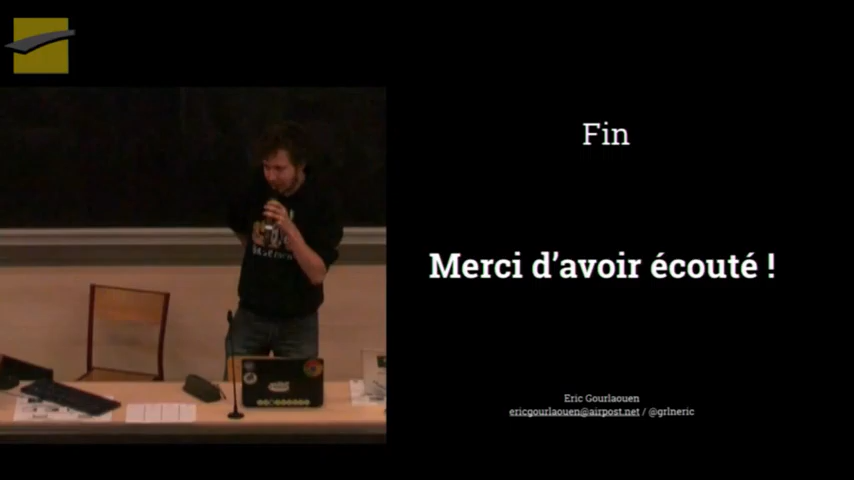 Fin
Merci d'avoir écouté !
Eric Gourlaouen
ericgourlaouen@airpost.net / @grlneric